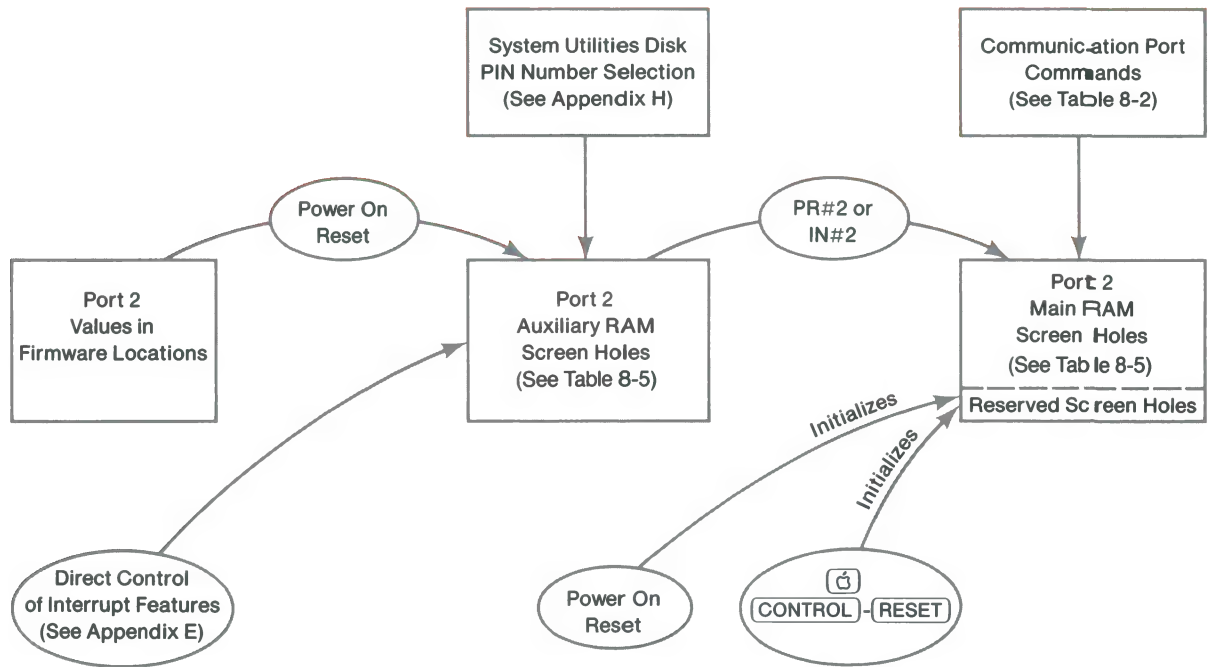 System Utilities Disk
PIN Number Selection
(See Appendix H)
Communication Port
Commands
(See Table 8-2)
Power On
Reset
PR#2 or
IN#2
Port 2
Values in
Firmware Locations
Port 2
Auxiliary RAM
Screen Holes
(See Table 8-5)
Port 2
Main RAM
Screen Holes
(See Table 8-5)
Reserved Screen Holes
Initializes
Initializes
Direct Control
of Interrupt Features
(See Appendix E)
Power On
Reset
CONTROL-RESET